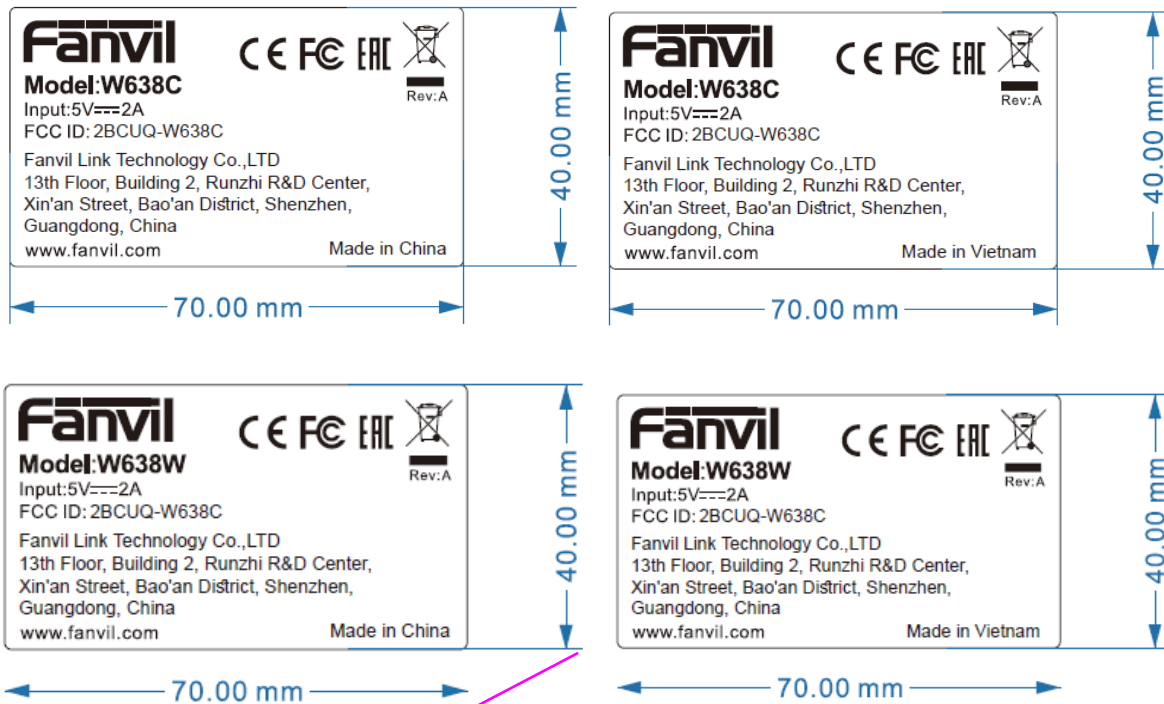 Fanvil
CE FC EAC
Model:W638C
Rev:A
Input:5V⎓2A
FCC ID: 2BCUQ-W638C
Fanvil Link Technology Co.,LTD
13th Floor, Building 2, Runzhi R&D Center,
Xin'an Street, Bao'an District, Shenzhen,
Guangdong, China
www.fanvil.com
Made in China
40.00 mm
70.00 mm
Fanvil
CE FC EAC
Model:W638C
Rev:A
Input:5V⎓2A
FCC ID: 2BCUQ-W638C
Fanvil Link Technology Co.,LTD
13th Floor, Building 2, Runzhi R&D Center,
Xin'an Street, Bao'an District, Shenzhen,
Guangdong, China
www.fanvil.com
Made in Vietnam
40.00 mm
70.00 mm
Fanvil
CE FC EAC
Model:W638W
Rev:A
Input:5V⎓2A
FCC ID: 2BCUQ-W638C
Fanvil Link Technology Co.,LTD
13th Floor, Building 2, Runzhi R&D Center,
Xin'an Street, Bao'an District, Shenzhen,
Guangdong, China
www.fanvil.com
Made in China
40.00 mm
70.00 mm
Fanvil
CE FC EAC
Model:W638W
Rev:A
Input:5V⎓2A
FCC ID: 2BCUQ-W638C
Fanvil Link Technology Co.,LTD
13th Floor, Building 2, Runzhi R&D Center,
Xin'an Street, Bao'an District, Shenzhen,
Guangdong, China
www.fanvil.com
Made in Vietnam
40.00 mm
70.00 mm